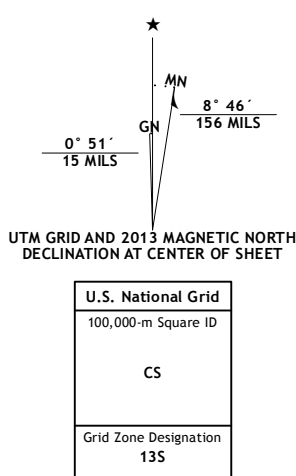 ★
MN
GN
8° 46´
156 MILS
0° 51´
15 MILS
UTM GRID AND 2013 MAGNETIC NORTH
DECLINATION AT CENTER OF SHEET
U.S. National Grid
100,000-m Square ID
CS
Grid Zone Designation
13S